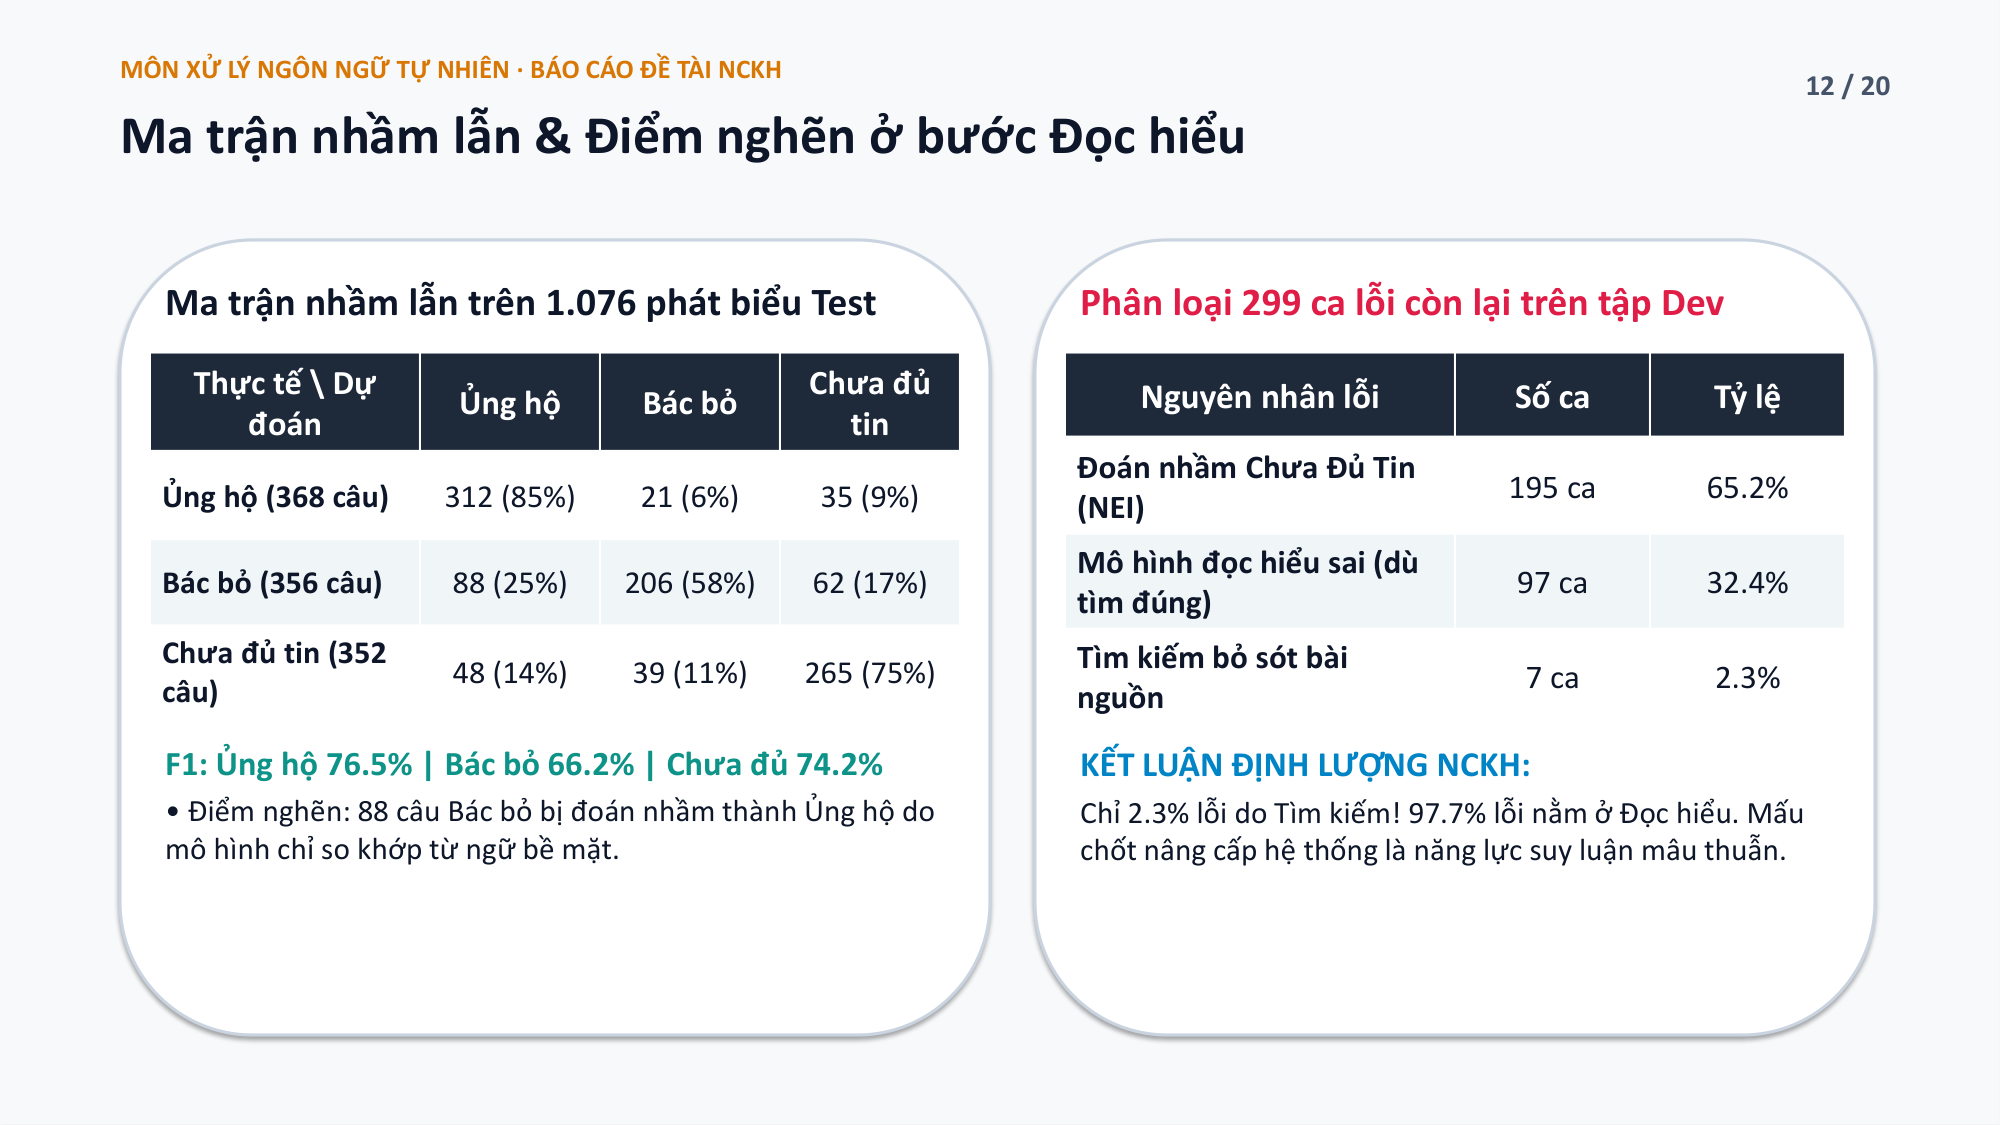 MÔN XỬ LÝ NGÔN NGỮ TỰ NHIÊN · BÁO CÁO ĐỀ TÀI NCKH
12 / 20
Ma trận nhầm lẫn & Điểm nghẽn ở bước Đọc hiểu
Ma trận nhầm lẫn trên 1.076 phát biểu Test
Thực tế \ Dự
đoán
Ủng hộ
Bác bỏ
Chưa đủ
tin
Ủng hộ (368 câu)
312 (85%)
21 (6%)
35 (9%)
Bác bỏ (356 câu)
88 (25%)
206 (58%)
62 (17%)
Chưa đủ tin (352
câu)
48 (14%)
39 (11%)
265 (75%)
F1: Ủng hộ 76.5% | Bác bỏ 66.2% | Chưa đủ 74.2%
• Điểm nghẽn: 88 câu Bác bỏ bị đoán nhầm thành Ủng hộ do
mô hình chỉ so khớp từ ngữ bề mặt.
Phân loại 299 ca lỗi còn lại trên tập Dev
Nguyên nhân lỗi
Số ca
Tỷ lệ
Đoán nhầm Chưa Đủ Tin
(NEI)
195 ca
65.2%
Mô hình đọc hiểu sai (dù
tìm đúng)
97 ca
32.4%
Tìm kiếm bỏ sót bài
nguồn
7 ca
2.3%
KẾT LUẬN ĐỊNH LƯỢNG NCKH:
Chỉ 2.3% lỗi do Tìm kiếm! 97.7% lỗi nằm ở Đọc hiểu. Mấu
chốt nâng cấp hệ thống là năng lực suy luận mâu thuẫn.